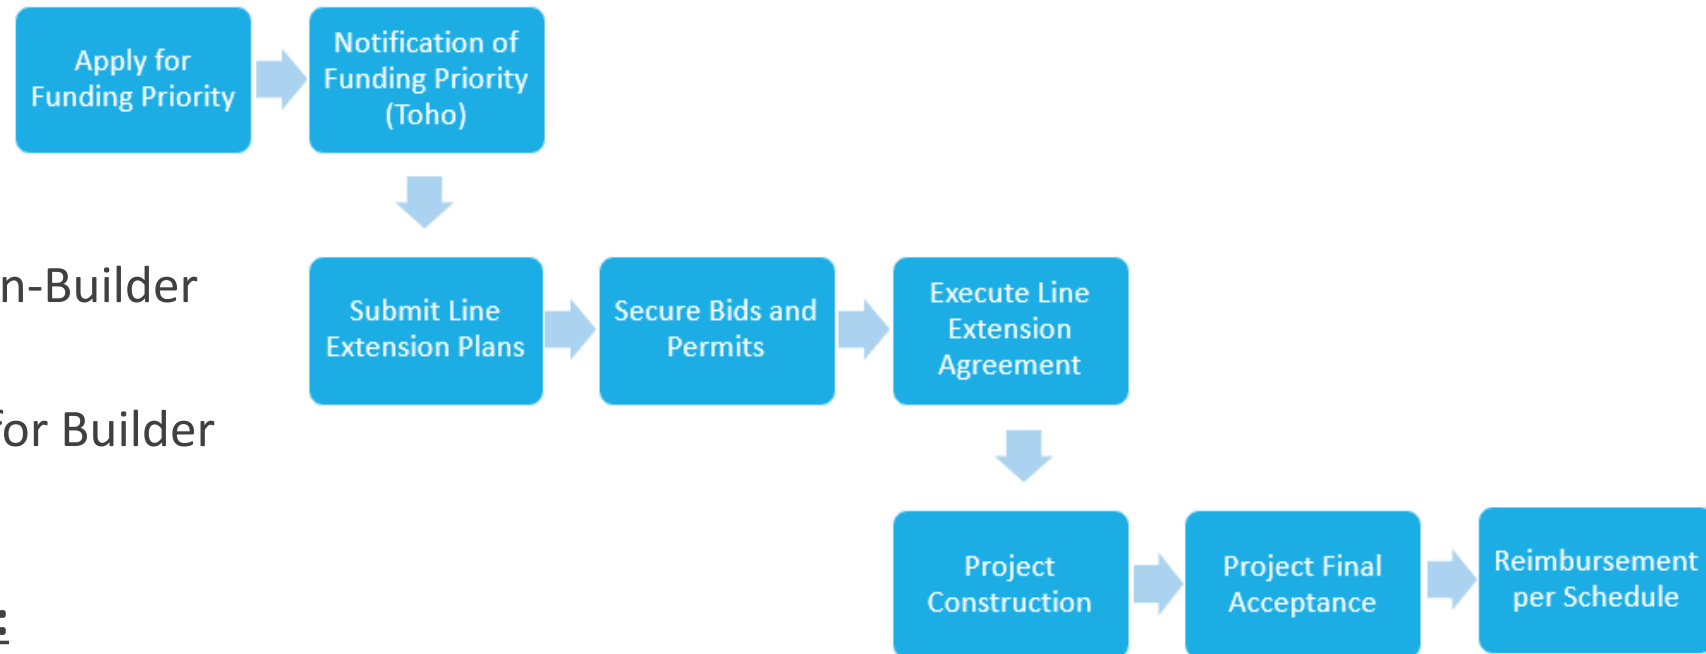 Apply for
Funding Priority
Notification of
Funding Priority
(Toho)
n-Builder
Submit Line
Extension Plans
Secure Bids and
Permits
Execute Line
Extension
Agreement
for Builder
Project
Construction
Project Final
Acceptance
Reimbursement
per Schedule
: